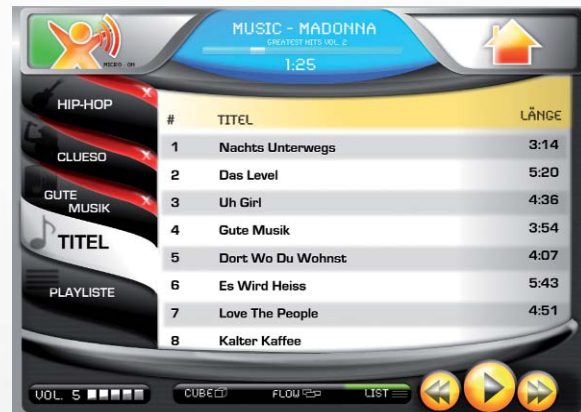 MUSIC - MADONNA
GREATEST HITS VOL. 2
1:25
MICRO - ON
HIP-HOP
CLUESO
GUTE
MUSIK
TITEL
PLAYLISTE
# TITEL LÄNGE
1 Nachts Unterwegs 3:14
2 Das Level 5:20
3 Uh Girl 4:36
4 Gute Musik 3:54
5 Dort Wo Du Wohnst 4:07
6 Es Wird Heiss 5:43
7 Love The People 4:51
8 Kalter Kaffee
VOL. 5
CUBE FLOW LIST